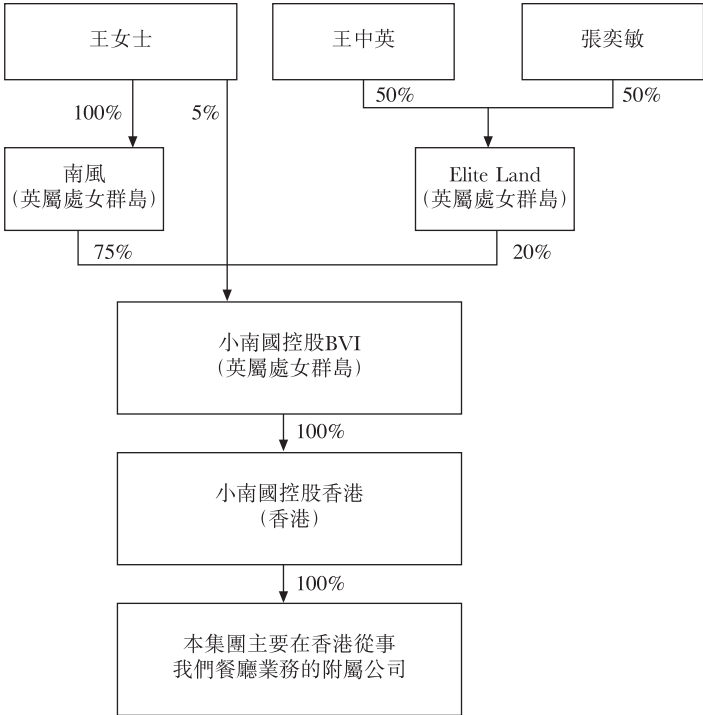 王女士
王中英
張奕敏
100%
5%
50%
50%
南風
(英屬處女群島)
Elite Land
(英屬處女群島)
75%
20%
小南國控股BVI
(英屬處女群島)
100%
小南國控股香港
(香港)
100%
本集團主要在香港從事
我們餐廳業務的附屬公司